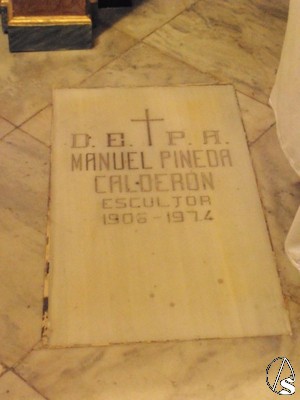 D.E.P.A.
MANUEL PINEDA
CALDERON
ESCULTOR
1906-1974